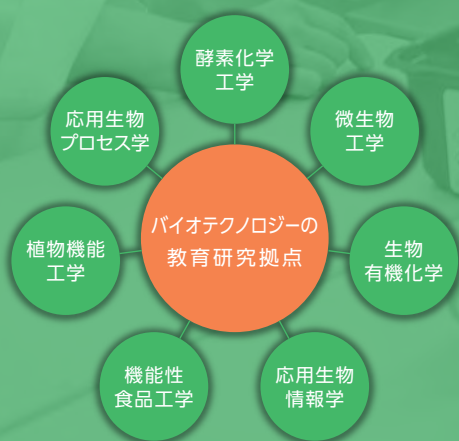 酵素化学
工学
微生物
工学
生物
有機化学
応用生物
情報学
機能性
食品工学
植物機能
工学
応用生物
プロセス学
バイオテクノロジーの
教育研究拠点